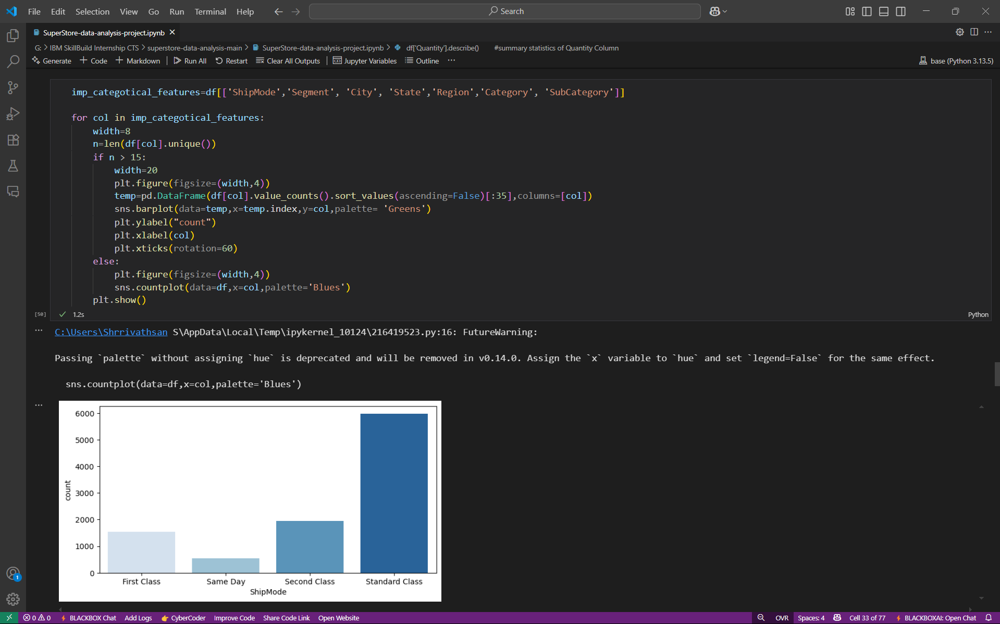 File Edit Selection View Go Run Terminal Help Search
SuperStore-data-analysis-project.ipynb
G: > IBM SkillBuild Internship CTS > superstore-data-analysis-main > SuperStore-data-analysis-project.ipynb > df['Quantity'].describe() #summary statistics of Quantity Column
Generate + Code + Markdown | Run All Restart Clear All Outputs | Jupyter Variables Outline ... base (Python 3.13.5)
imp_categotical_features=df[['ShipMode','Segment', 'City', 'State','Region','Category', 'SubCategory']]
for col in imp_categotical_features:
    width=8
    n=len(df[col].unique())
    if n > 15:
        width=20
        plt.figure(figsize=(width,4))
        temp=pd.DataFrame(df[col].value_counts().sort_values(ascending=False)[:35],columns=[col])
        sns.barplot(data=temp,x=temp.index,y=col,palette= 'Greens')
        plt.ylabel("count")
        plt.xlabel(col)
        plt.xticks(rotation=60)
    else:
        plt.figure(figsize=(width,4))
        sns.countplot(data=df,x=col,palette='Blues')
    plt.show()
[50] 1.2s Python
C:\Users\Shrrivathsan S\AppData\Local\Temp\ipykernel_10124\216419523.py:16: FutureWarning:
Passing `palette` without assigning `hue` is deprecated and will be removed in v0.14.0. Assign the `x` variable to `hue` and set `legend=False` for the same effect.
  sns.countplot(data=df,x=col,palette='Blues')
6000
5000
4000
3000
2000
1000
0
count
First Class Same Day Second Class Standard Class
ShipMode
1
0 0 BLACKBOX Chat Add Logs CyberCoder Improve Code Share Code Link Open Website OVR Spaces: 4 Cell 33 of 77 BLACKBOXAI: Open Chat